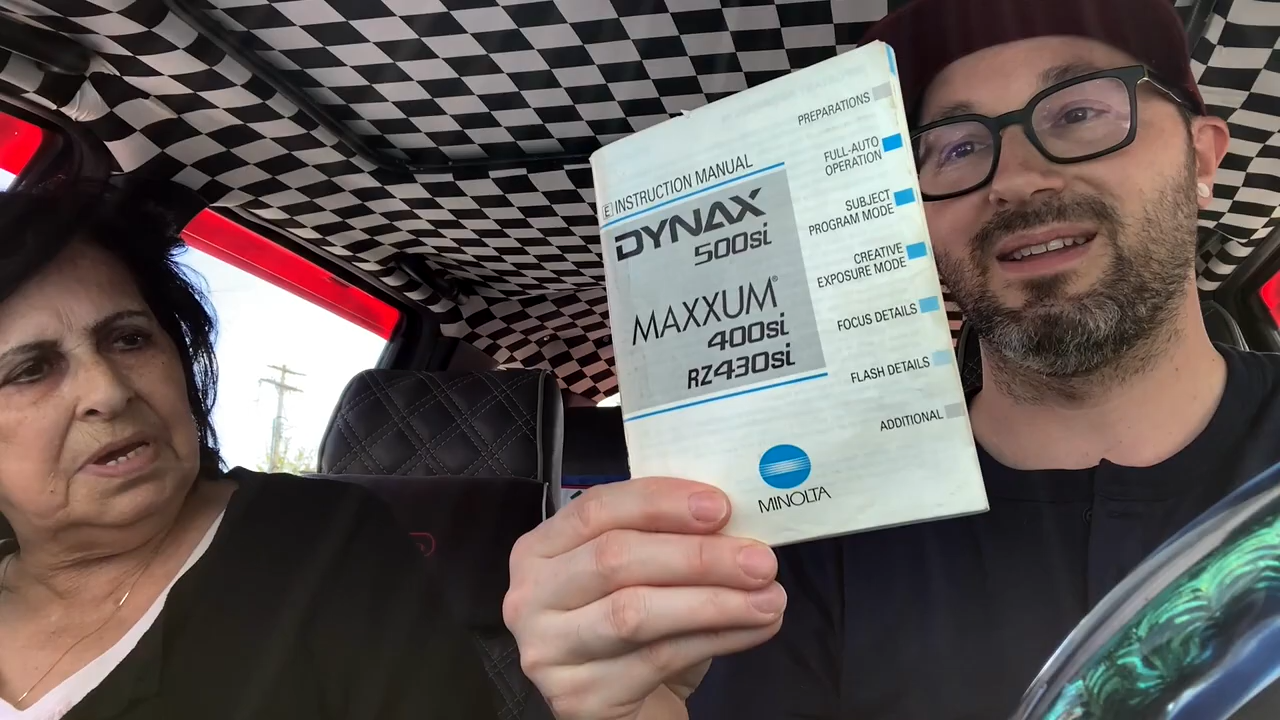 [E] INSTRUCTION MANUAL
DYNAX
500si
MAXXUM®
400si
RZ430si
MINOLTA
PREPARATIONS
FULL-AUTO
OPERATION
SUBJECT
PROGRAM MODE
CREATIVE
EXPOSURE MODE
FOCUS DETAILS
FLASH DETAILS
ADDITIONAL